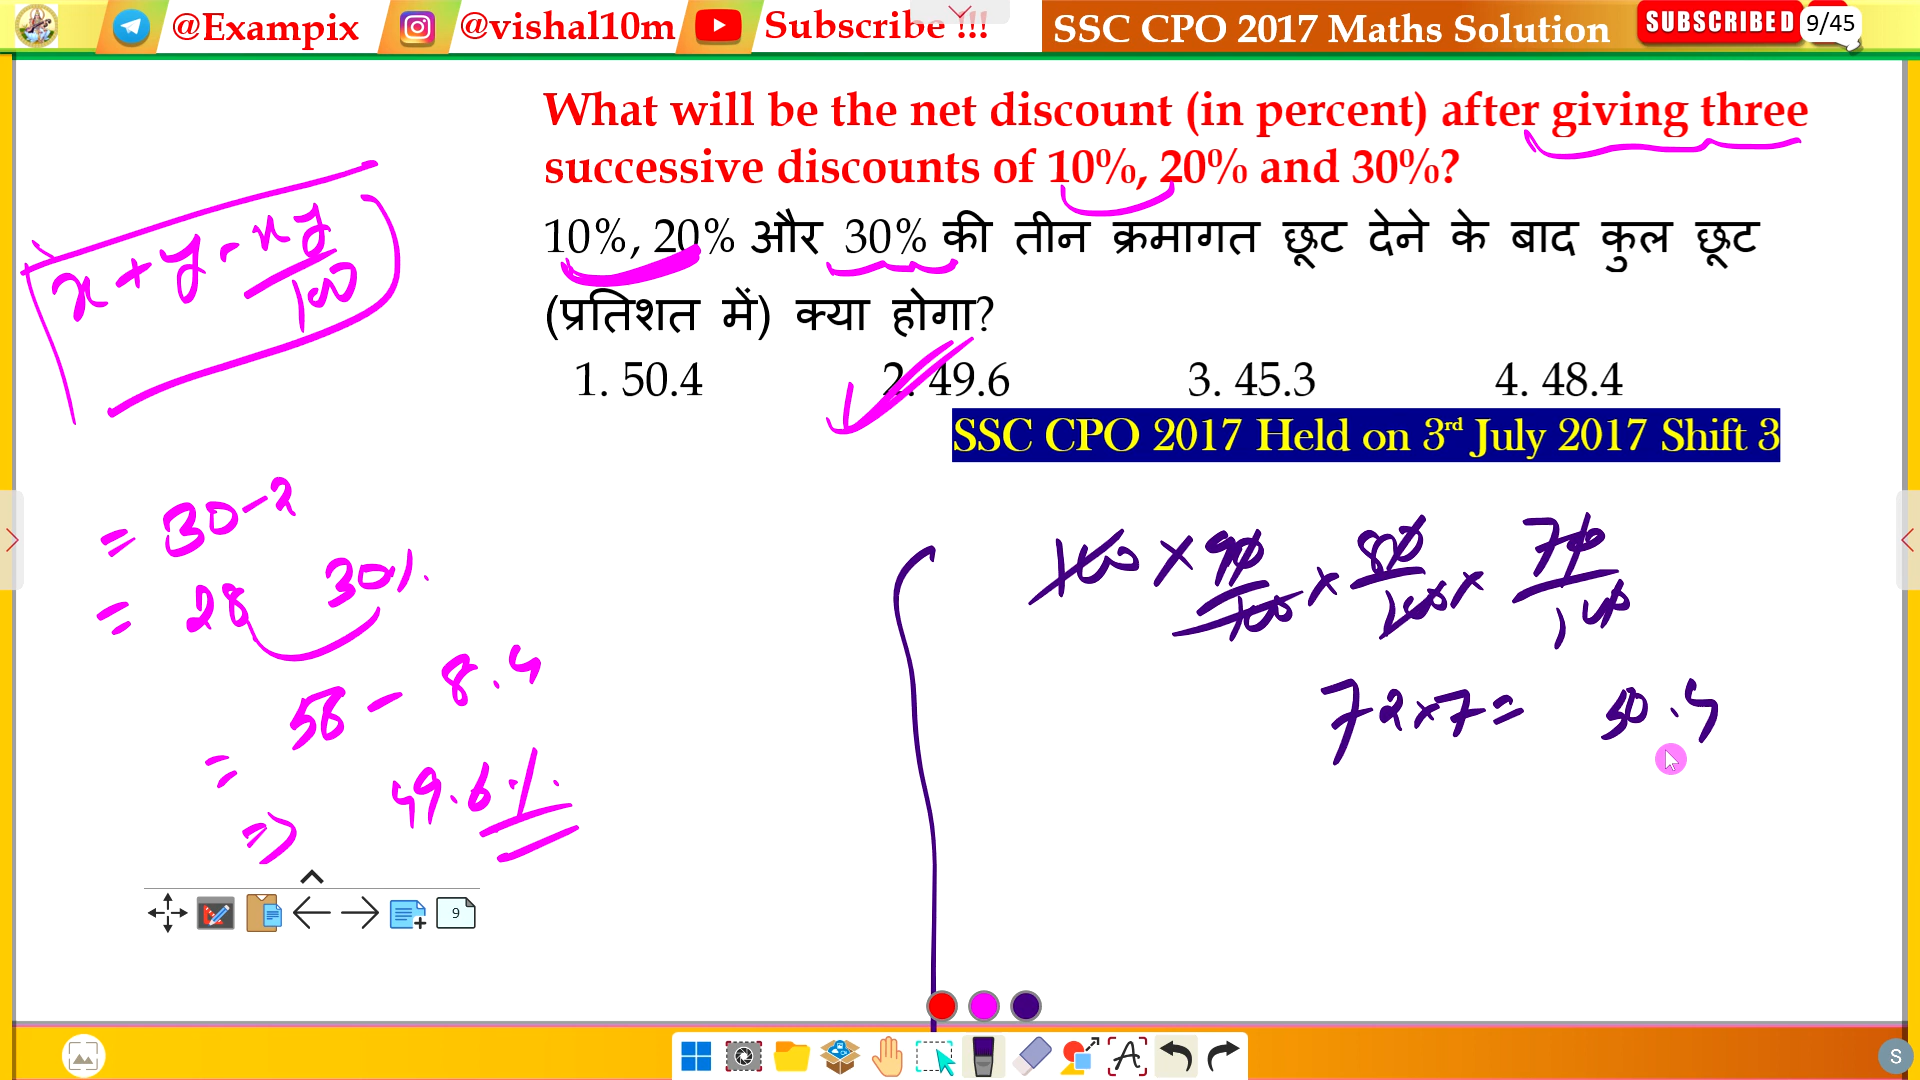 @Exampix @vishal10m Subscribe !!! SSC CPO 2017 Maths Solution SUBSCRIBED 9/45
What will be the net discount (in percent) after giving three
successive discounts of 10%, 20% and 30%?
10%, 20% और 30% की तीन क्रमागत छूट देने के बाद कुल छूट
(प्रतिशत में) क्या होगा?
1. 50.4 2. 49.6 3. 45.3 4. 48.4
SSC CPO 2017 Held on 3rd July 2017 Shift 3
x + y - xy/100
= 30-2
= 28 30%.
58 - 8.4
=
=> 49.6%.
100 × 90/100 × 80/100 × 70/100
72×7= 50.4
9
S